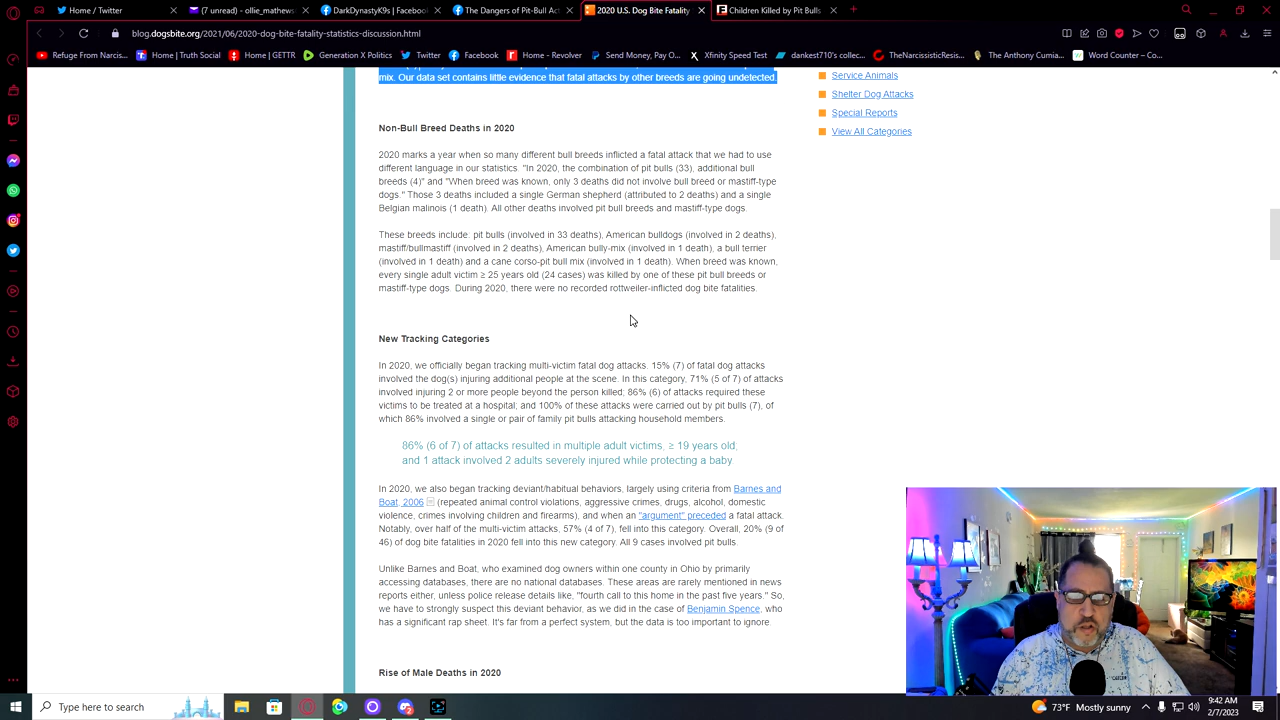 Home / Twitter
(7 unread) - ollie_mathews
DarkDynastyK9s | Facebo
The Dangers of Pit-Bull Act
2020 U.S. Dog Bite Fatality
Children Killed by Pit Bulls
blog.dogsbite.org/2021/06/2020-dog-bite-fatality-statistics-discussion.html
Refuge From Narcis...
Home | Truth Social
Home | GETTR
Generation X Politics
Twitter
Facebook
Home - Revolver
Send Money, Pay O...
Xfinity Speed Test
dankest710's collec...
TheNarcissisticResis...
The Anthony Cumia...
Word Counter – Co...
mix. Our data set contains little evidence that fatal attacks by other breeds are going undetected.
Service Animals
Shelter Dog Attacks
Special Reports
View All Categories
Non-Bull Breed Deaths in 2020
2020 marks a year when so many different bull breeds inflicted a fatal attack that we had to use
different language in our statistics. "In 2020, the combination of pit bulls (33), additional bull
breeds (4)" and "When breed was known, only 3 deaths did not involve bull breed or mastiff-type
dogs." Those 3 deaths included a single German shepherd (attributed to 2 deaths) and a single
Belgian malinois (1 death). All other deaths involved pit bull breeds and mastiff-type dogs.
These breeds include: pit bulls (involved in 33 deaths), American bulldogs (involved in 2 deaths),
mastiff/bullmastiff (involved in 2 deaths), American bully-mix (involved in 1 death), a bull terrier
(involved in 1 death) and a cane corso-pit bull mix (involved in 1 death). When breed was known,
every single adult victim ≥ 25 years old (24 cases) was killed by one of these pit bull breeds or
mastiff-type dogs. During 2020, there were no recorded rottweiler-inflicted dog bite fatalities.
New Tracking Categories
In 2020, we officially began tracking multi-victim fatal dog attacks. 15% (7) of fatal dog attacks
involved the dog(s) injuring additional people at the scene. In this category, 71% (5 of 7) of attacks
involved injuring 2 or more people beyond the person killed; 86% (6) of attacks required these
victims to be treated at a hospital; and 100% of these attacks were carried out by pit bulls (7), of
which 86% involved a single or pair of family pit bulls attacking household members.
86% (6 of 7) of attacks resulted in multiple adult victims, ≥ 19 years old;
and 1 attack involved 2 adults severely injured while protecting a baby.
In 2020, we also began tracking deviant/habitual behaviors, largely using criteria from Barnes and
Boat, 2006 (repeated animal control violations, aggressive crimes, drugs, alcohol, domestic
violence, crimes involving children and firearms), and when an "argument" preceded a fatal attack.
Notably, over half of the multi-victim attacks, 57% (4 of 7), fell into this category. Overall, 20% (9 of
46) of dog bite fatalities in 2020 fell into this new category. All 9 cases involved pit bulls.
Unlike Barnes and Boat, who examined dog owners within one county in Ohio by primarily
accessing databases, there are no national databases. These areas are rarely mentioned in news
reports either, unless police release details like, "fourth call to this home in the past five years." So,
we have to strongly suspect this deviant behavior, as we did in the case of Benjamin Spence, who
has a significant rap sheet. It's far from a perfect system, but the data is too important to ignore.
Rise of Male Deaths in 2020
Type here to search
73°F Mostly sunny
9:42 AM
2/7/2023